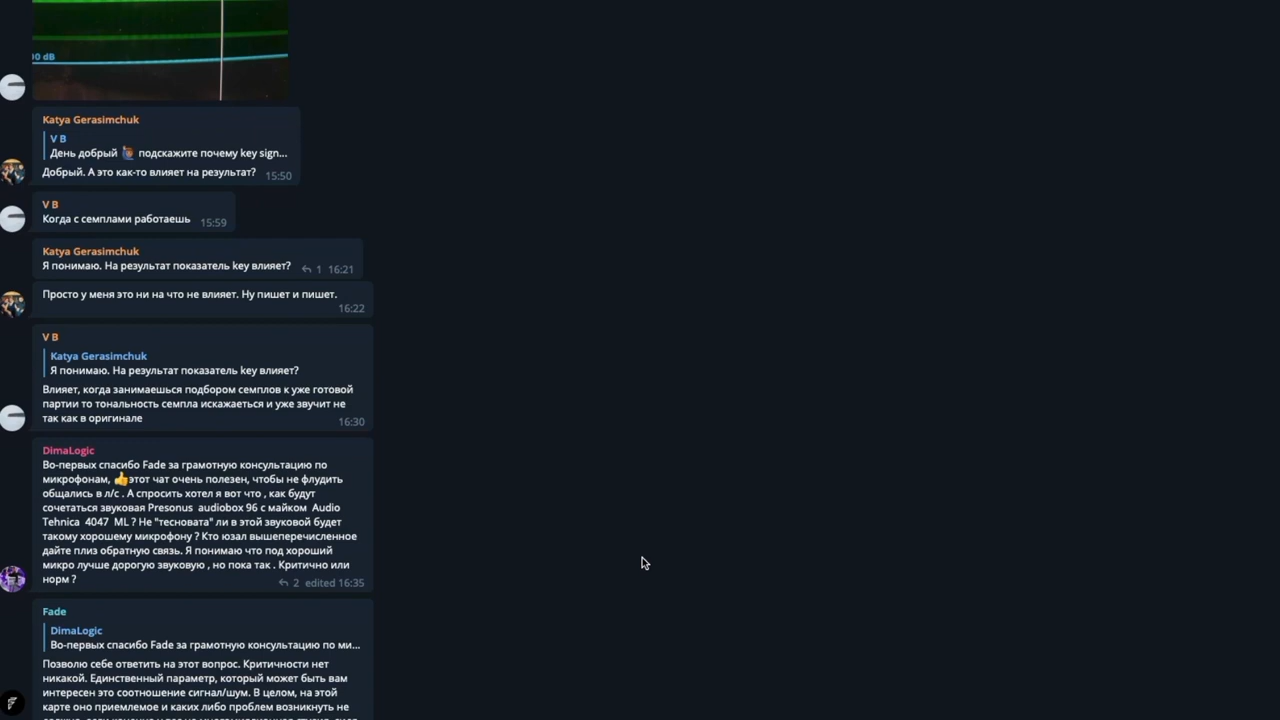 00 dB
Katya Gerasimchuk
V B
День добрый 🙋🏽‍♂️ подскажите почему key sign...
Добрый. А это как-то влияет на результат? 15:50
V B
Когда с семплами работаешь 15:59
Katya Gerasimchuk
Я понимаю. На результат показатель key влияет? 1 16:21
Просто у меня это ни на что не влияет. Ну пишет и пишет.
16:22
V B
Katya Gerasimchuk
Я понимаю. На результат показатель key влияет?
Влияет, когда занимаешься подбором семплов к уже готовой
партии то тональность семпла искажаеться и уже звучит не
так как в оригинале 16:30
DimaLogic
Во-первых спасибо Fade за грамотную консультацию по
микрофонам, 👍этот чат очень полезен, чтобы не флудить
общались в л/с . А спросить хотел я вот что , как будут
сочетаться звуковая Presonus audiobox 96 с майком Audio
Tehnica 4047 ML ? Не "тесновата" ли в этой звуковой будет
такому хорошему микрофону ? Кто юзал вышеперечисленное
дайте плиз обратную связь. Я понимаю что под хороший
микро лучше дорогую звуковую , но пока так . Критично или
норм ? 2 edited 16:35
Fade
DimaLogic
Во-первых спасибо Fade за грамотную консультацию по ми...
Позволю себе ответить на этот вопрос. Критичности нет
никакой. Единственный параметр, который может быть вам
интересен это соотношение сигнал/шум. В целом, на этой
карте оно приемлемое и каких либо проблем возникнуть не